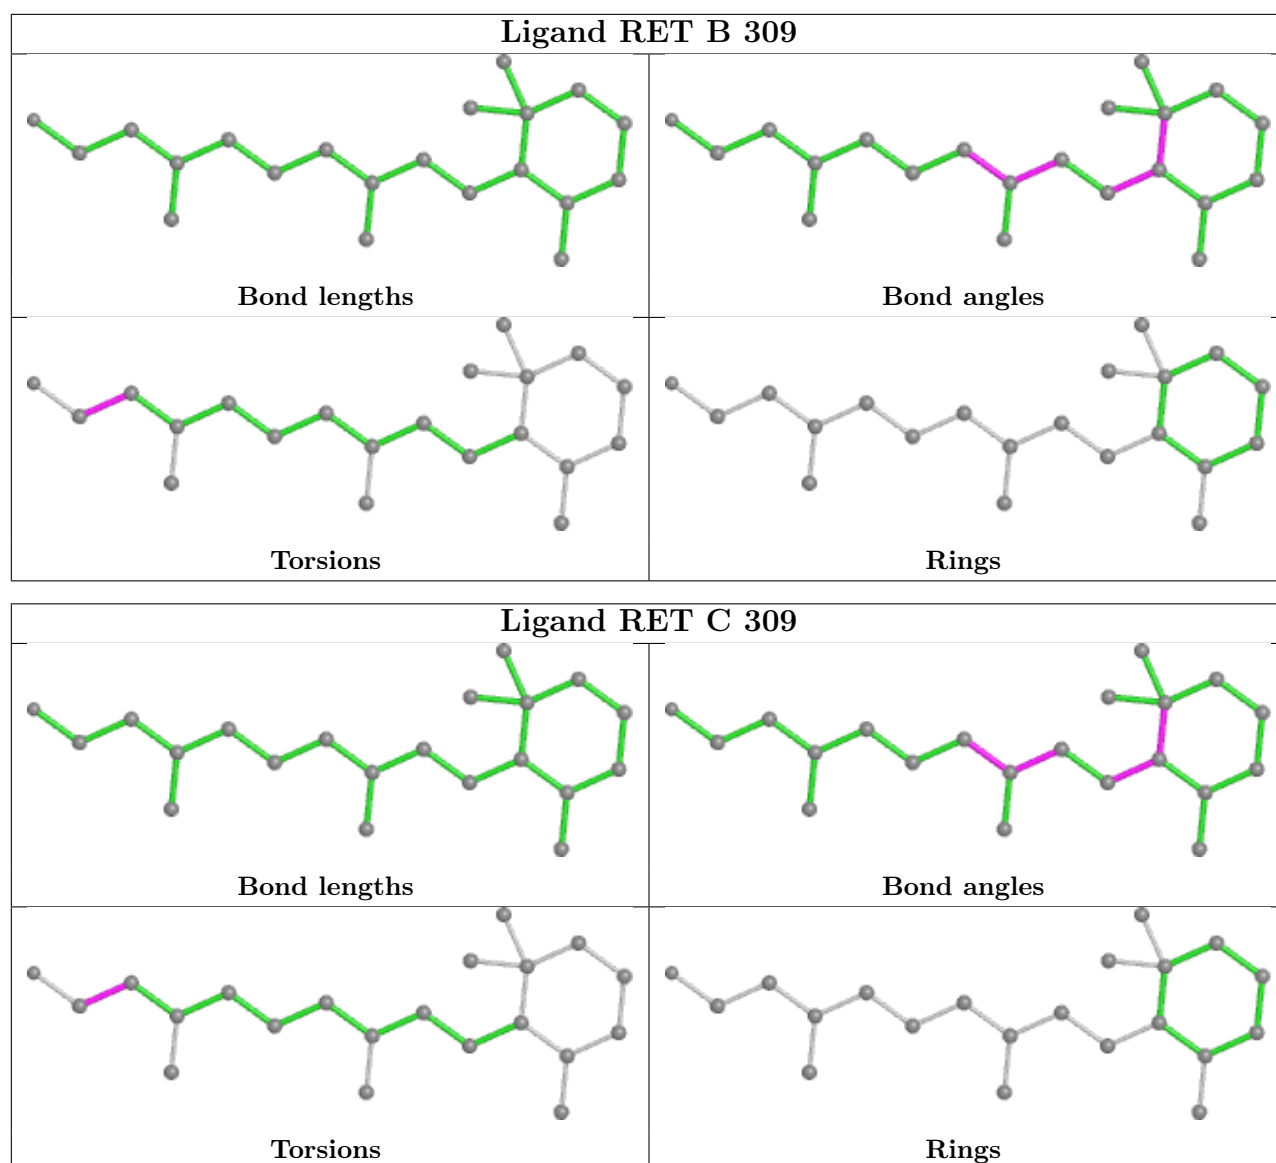 Ligand RET B 309
Bond lengths
Bond angles
Torsions
Rings
Ligand RET C 309
Bond lengths
Bond angles
Torsions
Rings